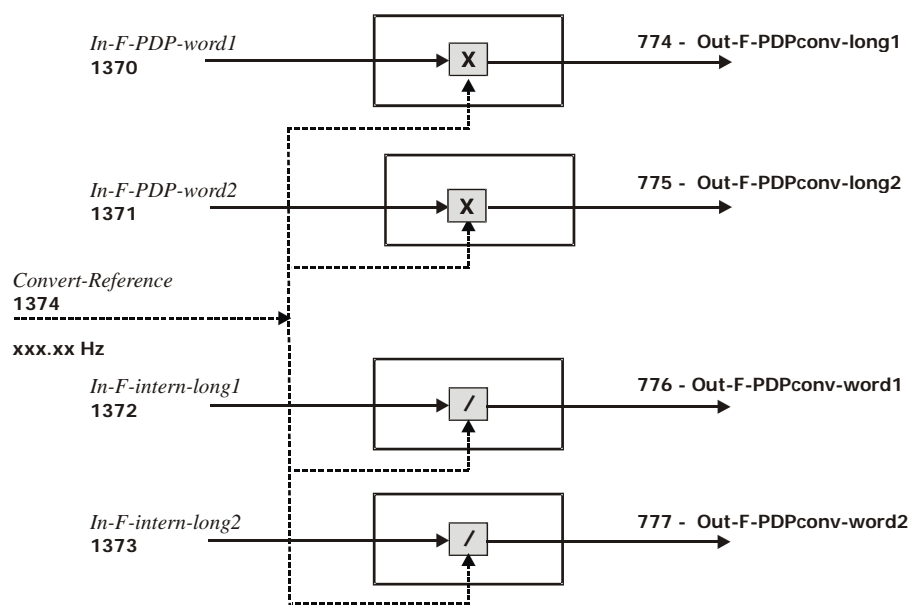 In-F-PDP-word1
1370
X
774 - Out-F-PDPconv-long1
In-F-PDP-word2
1371
X
775 - Out-F-PDPconv-long2
Convert-Reference
1374
xxx.xx Hz
In-F-intern-long1
1372
/
776 - Out-F-PDPconv-word1
In-F-intern-long2
1373
/
777 - Out-F-PDPconv-word2